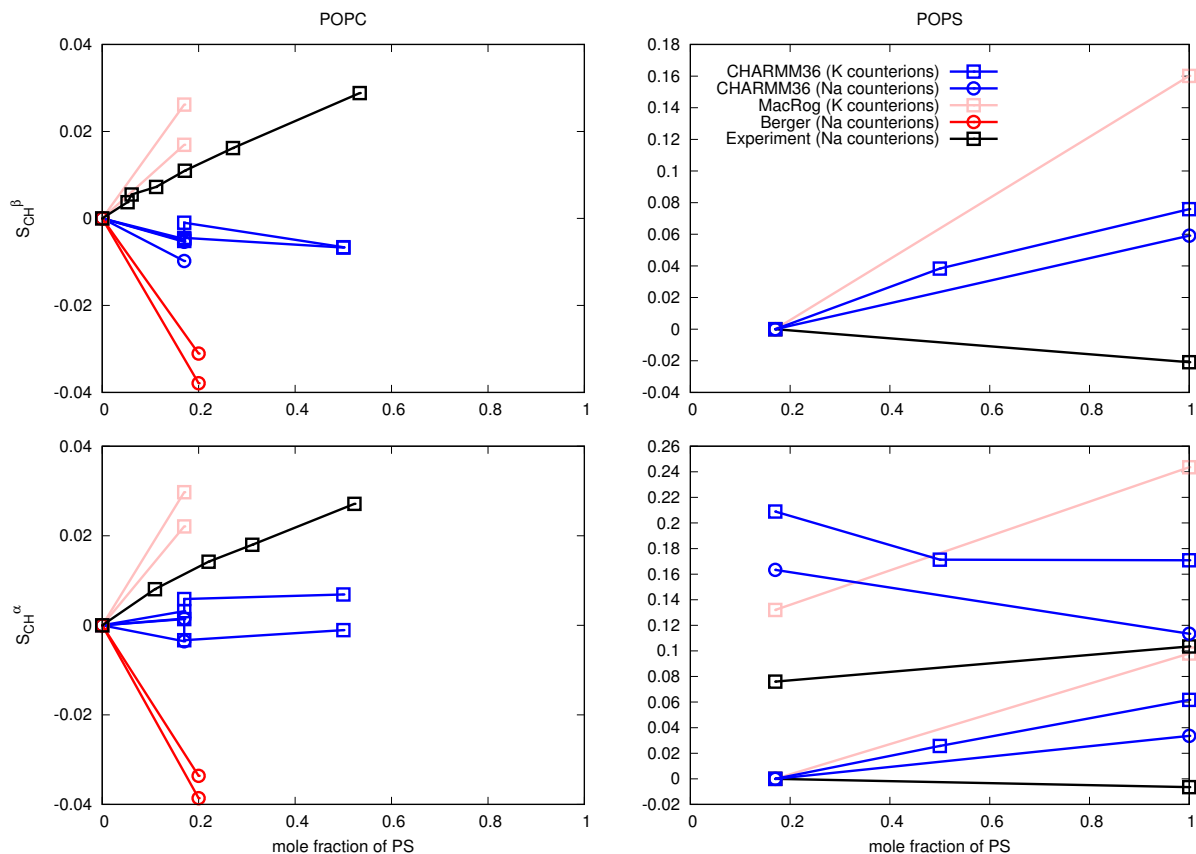 POPC
0.04
0.02
0
-0.02
-0.04
S_CH^β
0 0.2 0.4 0.6 0.8 1
POPS
0.18
0.16
0.14
0.12
0.1
0.08
0.06
0.04
0.02
0
-0.02
-0.04
CHARMM36 (K counterions)
CHARMM36 (Na counterions)
MacRog (K counterions)
Berger (Na counterions)
Experiment (Na counterions)
0 0.2 0.4 0.6 0.8 1
0.04
0.02
0
-0.02
-0.04
S_CH^α
0 0.2 0.4 0.6 0.8 1
mole fraction of PS
0.26
0.24
0.22
0.2
0.18
0.16
0.14
0.12
0.1
0.08
0.06
0.04
0.02
0
-0.02
0 0.2 0.4 0.6 0.8 1
mole fraction of PS